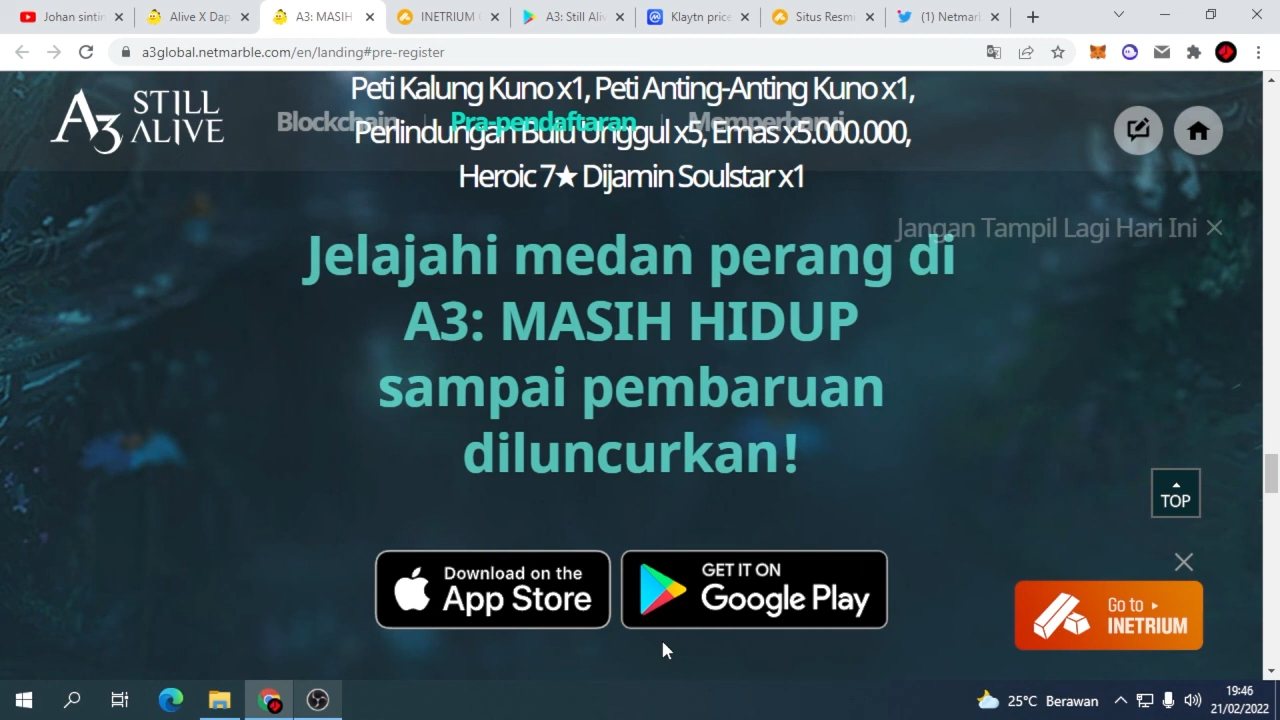 Johan sintin
Alive V Dap
A3: MASIH
INETRIUM
A3: Still Aliv
Klaytn price
Situs Resmi
(1) Netmarl
a3global.netmarble.com/en/landing#pre-register
Peti Kalung Kuno x1, Peti Anting-Anting Kuno x1,
A3 STILL ALIVE
Blockchain
Pra-pendaftaran
Memperbarui
Perlindungan Bulu Unggul x5, Emas x5.000.000,
Heroic 7★ Dijamin Soulstar x1
Jangan Tampil Lagi Hari Ini
Jelajahi medan perang di
A3: MASIH HIDUP
sampai pembaruan
diluncurkan!
TOP
Download on the
App Store
GET IT ON
Google Play
Go to
INETRIUM
25°C Berawan
19:46
21/02/2022